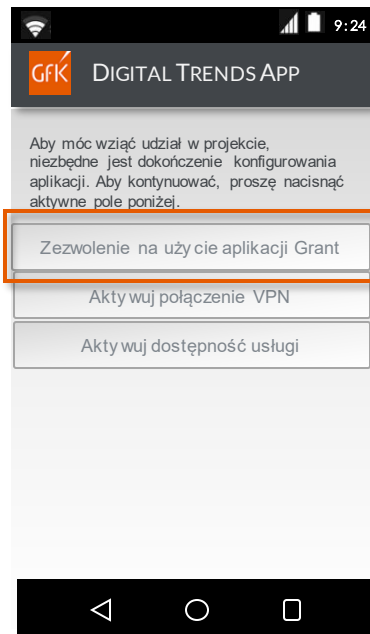 9:24
GFK DIGITAL TRENDS APP
Aby móc wziąć udział w projekcie,
niezbędne jest dokończenie konfigurowania
aplikacji. Aby kontynuować, proszę nacisnąć
aktywne pole poniżej.
Zezwolenie na użycie aplikacji Grant
Aktywuj połączenie VPN
Aktywuj dostępność usługi